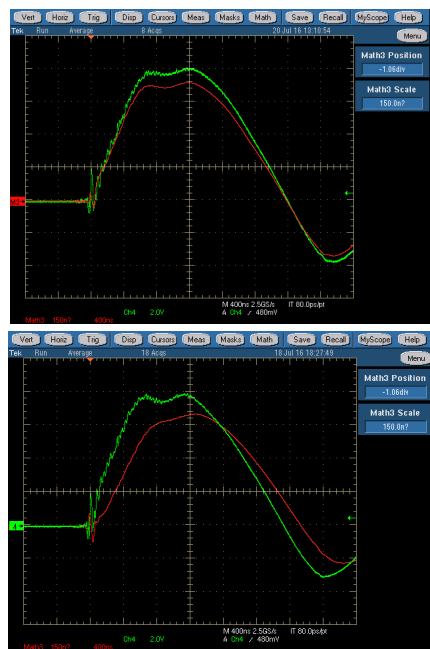 Vert Horiz Trig Disp Cursors Meas Masks Math Save Recall MyScope Help
Tek Run Average 8 Acqs 20 Jul 16 13:10:54
Menu
Math3 Position
-1.06div
Math3 Scale
150.0n?
M 400ns 2.5GS/s IT 80.0ps/pt
Ch4 2.0V A Ch4 / 480mV
Math3 150n? 400ns
Vert Horiz Trig Disp Cursors Meas Masks Math Save Recall MyScope Help
Tek Run Average 18 Acqs 18 Jul 16 18:27:49
Menu
Math3 Position
-1.06div
Math3 Scale
150.0n?
4
M 400ns 2.5GS/s IT 80.0ps/pt
Ch4 2.0V A Ch4 / 480mV
Math3 150n? 400ns